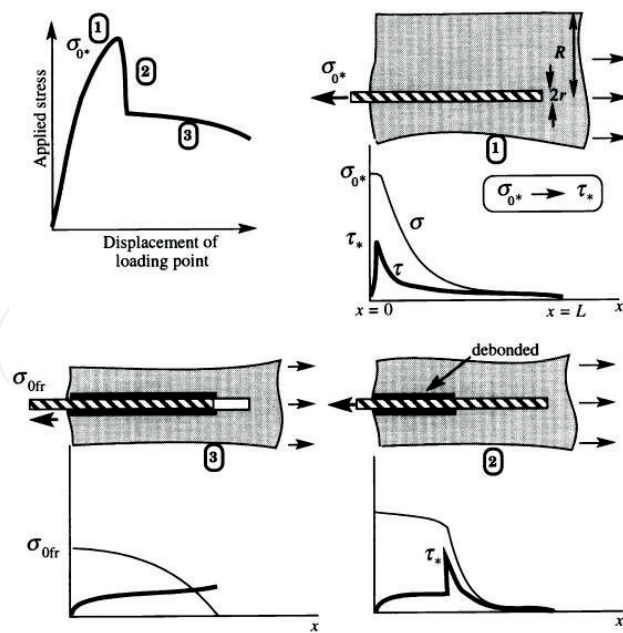 σ0*
1
2
3
Applied stress
Displacement of
loading point
σ0*
R
2r
1
σ0*
σ0* → τ*
σ
τ*
τ
x = 0
x = L
x
σ0fr
3
σ0fr
x
debonded
2
τ*
x